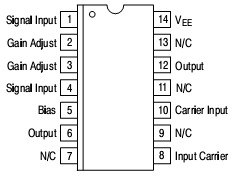 Signal Input 1
Gain Adjust 2
Gain Adjust 3
Signal Input 4
Bias 5
Output 6
N/C 7
14 VEE
13 N/C
12 Output
11 N/C
10 Carrier Input
9 N/C
8 Input Carrier